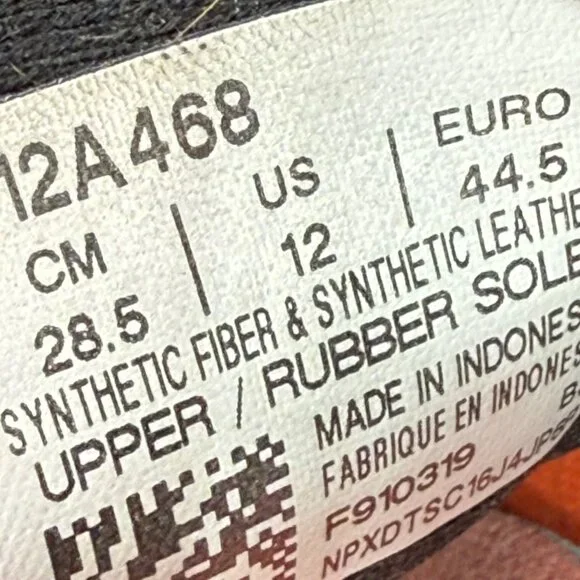 12A468
CM | US | EURO
28.5 | 12 | 44.5
SYNTHETIC FIBER & SYNTHETIC LEATHE
UPPER / RUBBER SOLE
MADE IN INDONES
FABRIQUE EN INDONES
F910319
NPXDTSC16J4JP